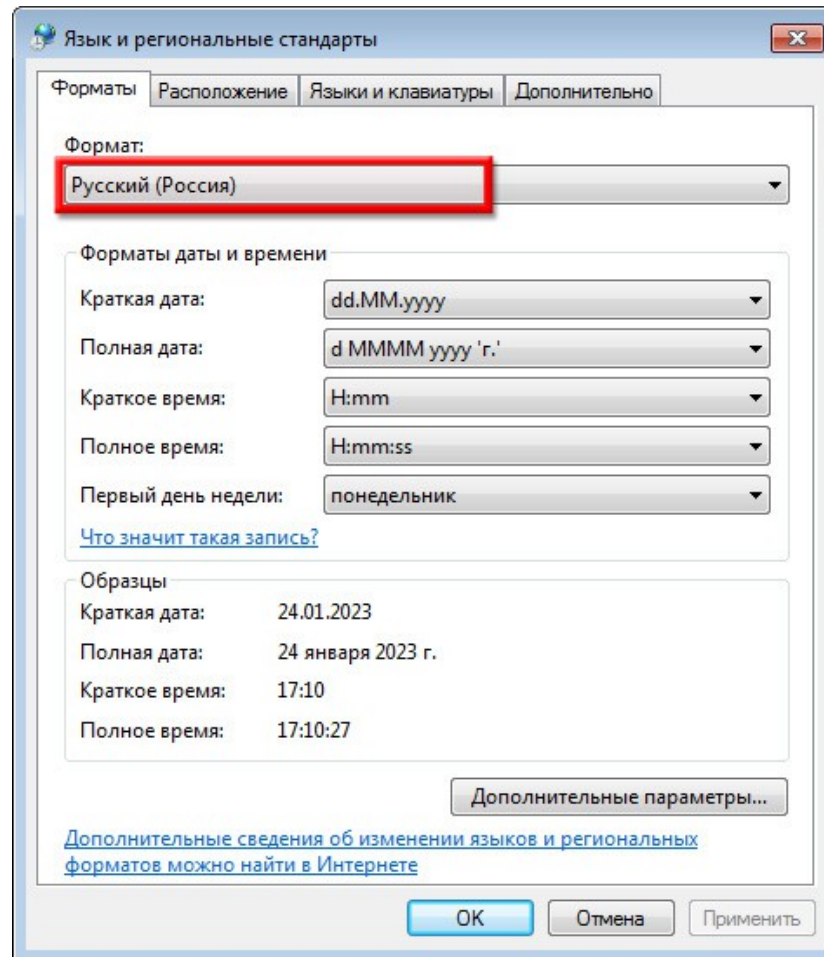 Язык и региональные стандарты
Форматы Расположение Языки и клавиатуры Дополнительно
Формат:
Русский (Россия)
Форматы даты и времени
Краткая дата: dd.MM.yyyy
Полная дата: d MMMM yyyy 'г.'
Краткое время: H:mm
Полное время: H:mm:ss
Первый день недели: понедельник
Что значит такая запись?
Образцы
Краткая дата: 24.01.2023
Полная дата: 24 января 2023 г.
Краткое время: 17:10
Полное время: 17:10:27
Дополнительные параметры...
Дополнительные сведения об изменении языков и региональных
форматов можно найти в Интернете
ОК Отмена Применить